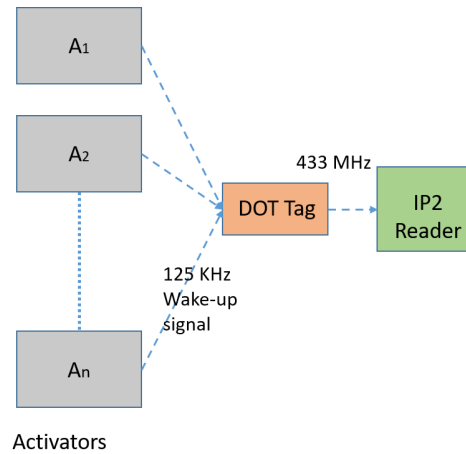 A1
A2
433 MHz
DOT Tag
IP2
Reader
125 KHz
Wake-up
signal
An
Activators